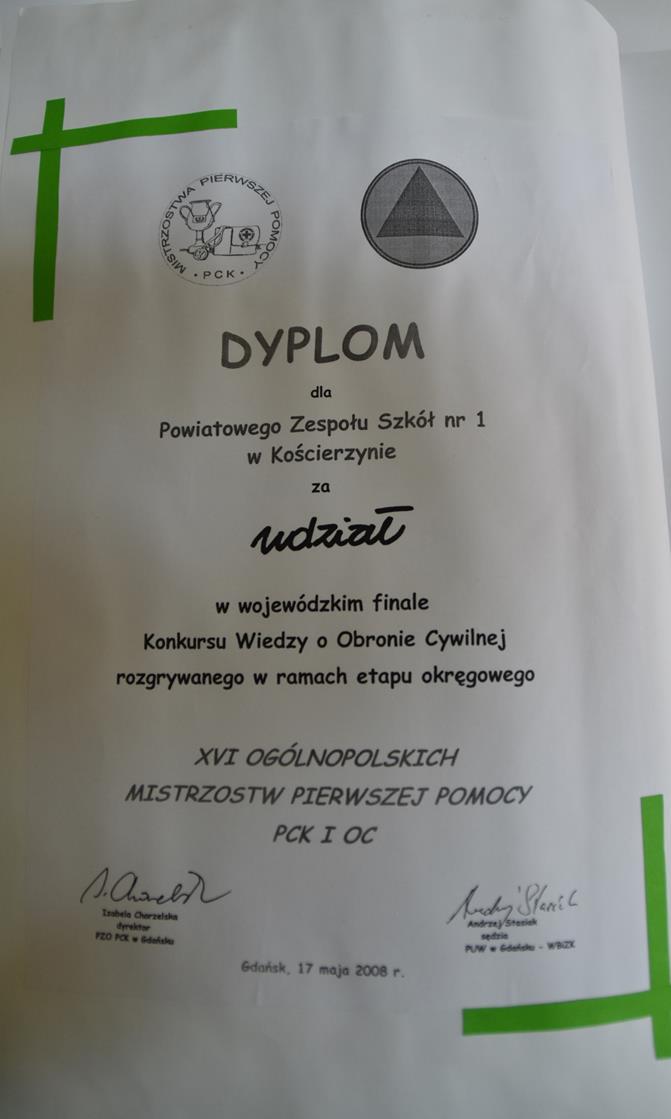 MISTRZOSTWA PIERWSZEJ POMOCY
• PCK •
DYPLOM
dla
Powiatowego Zespołu Szkół nr 1
w Kościerzynie
za
udział
w wojewódzkim finale
Konkursu Wiedzy o Obronie Cywilnej
rozgrywanego w ramach etapu okręgowego
XVI OGÓLNOPOLSKICH
MISTRZOSTW PIERWSZEJ POMOCY
PCK I OC
Izabela Chorzelska
dyrektor
PZO PCK w Gdańsku
Andrzej Stasiak
sędzia
PUW w Gdańsku - WBiZK
Gdańsk, 17 maja 2008 r.